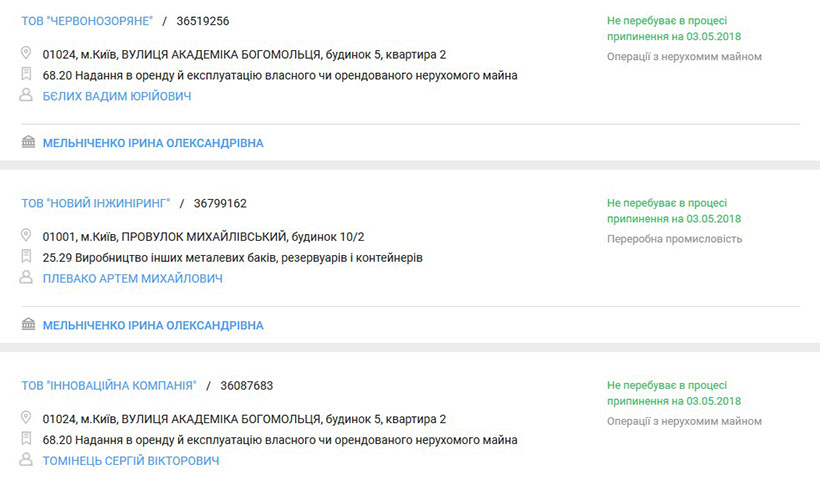 ТОВ "ЧЕРВОНОЗОРЯНЕ" / 36519256
Не перебуває в процесі
припинення на 03.05.2018
Операції з нерухомим майном
01024, м.Київ, ВУЛИЦЯ АКАДЕМІКА БОГОМОЛЬЦЯ, будинок 5, квартира 2
68.20 Надання в оренду й експлуатацію власного чи орендованого нерухомого майна
БЄЛИХ ВАДИМ ЮРІЙОВИЧ
МЕЛЬНІЧЕНКО ІРИНА ОЛЕКСАНДРІВНА
ТОВ "НОВИЙ ІНЖИНІРИНГ" / 36799162
Не перебуває в процесі
припинення на 03.05.2018
Переробна промисловість
01001, м.Київ, ПРОВУЛОК МИХАЙЛІВСЬКИЙ, будинок 10/2
25.29 Виробництво інших металевих баків, резервуарів і контейнерів
ПЛЕВАКО АРТЕМ МИХАЙЛОВИЧ
МЕЛЬНІЧЕНКО ІРИНА ОЛЕКСАНДРІВНА
ТОВ "ІННОВАЦІЙНА КОМПАНІЯ" / 36087683
Не перебуває в процесі
припинення на 03.05.2018
Операції з нерухомим майном
01024, м.Київ, ВУЛИЦЯ АКАДЕМІКА БОГОМОЛЬЦЯ, будинок 5, квартира 2
68.20 Надання в оренду й експлуатацію власного чи орендованого нерухомого майна
ТОМІНЕЦЬ СЕРГІЙ ВІКТОРОВИЧ